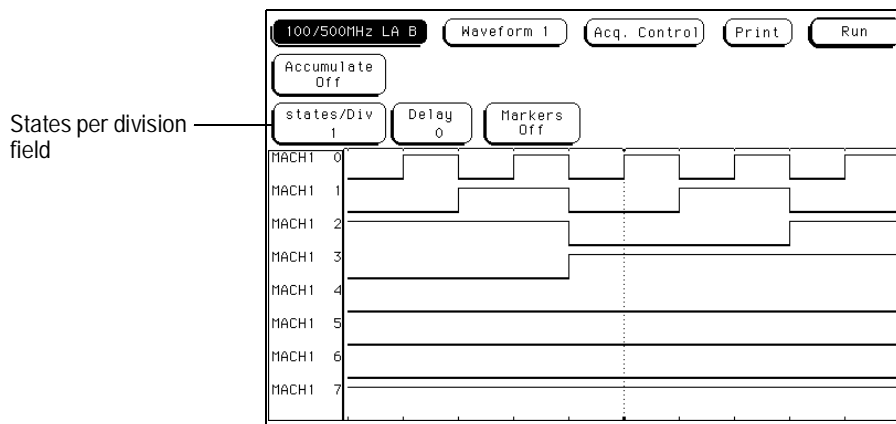 100/500MHz LA B Waveform 1 Acq. Control Print Run
Accumulate
Off
States per division
field
states/Div
1
Delay
0
Markers
Off
MACH1 0
MACH1 1
MACH1 2
MACH1 3
MACH1 4
MACH1 5
MACH1 6
MACH1 7